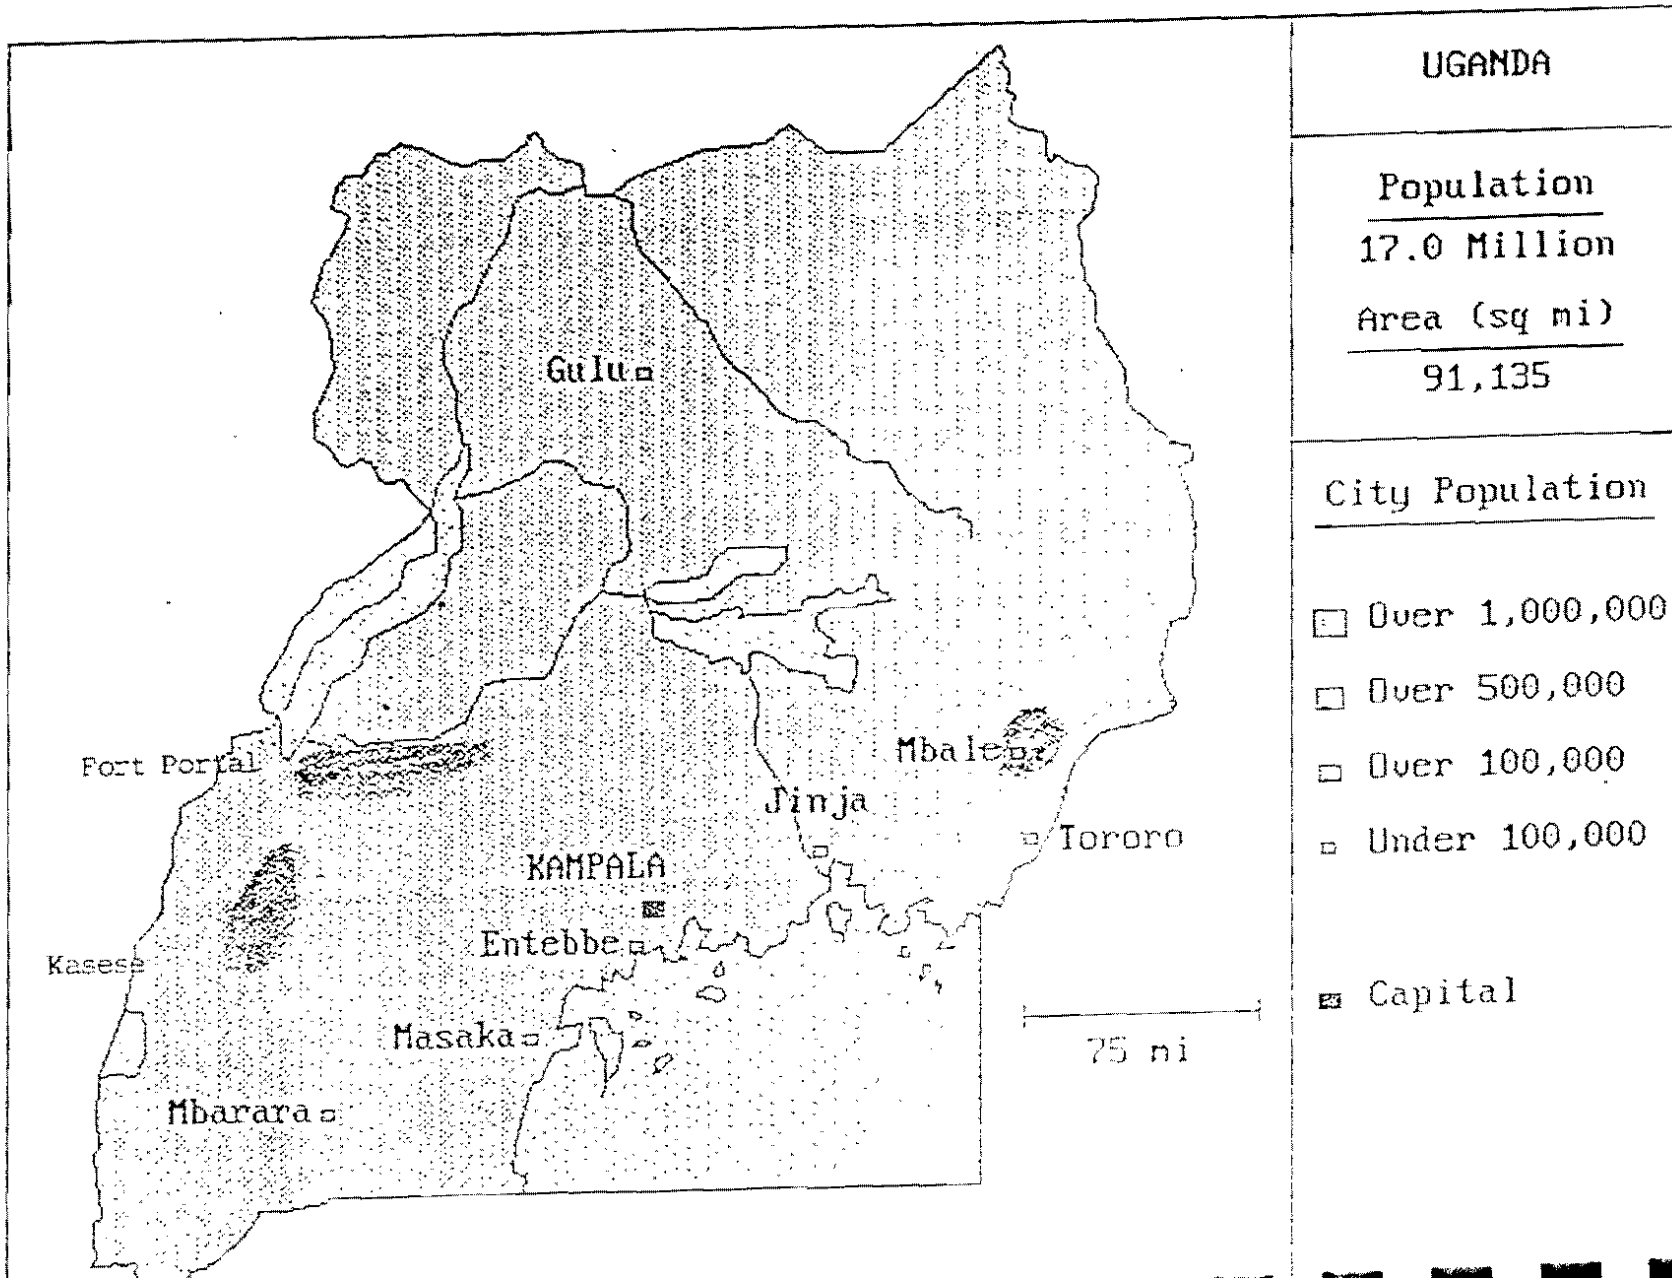 UGANDA
Population
17.0 Million
Area (sq mi)
91,135
City Population
Over 1,000,000
Over 500,000
Over 100,000
Under 100,000
Capital
Gulu
Fort Portal
Mbale
Jinja
Tororo
KAMPALA
Entebbe
Kasese
Masaka
75 mi
Mbarara